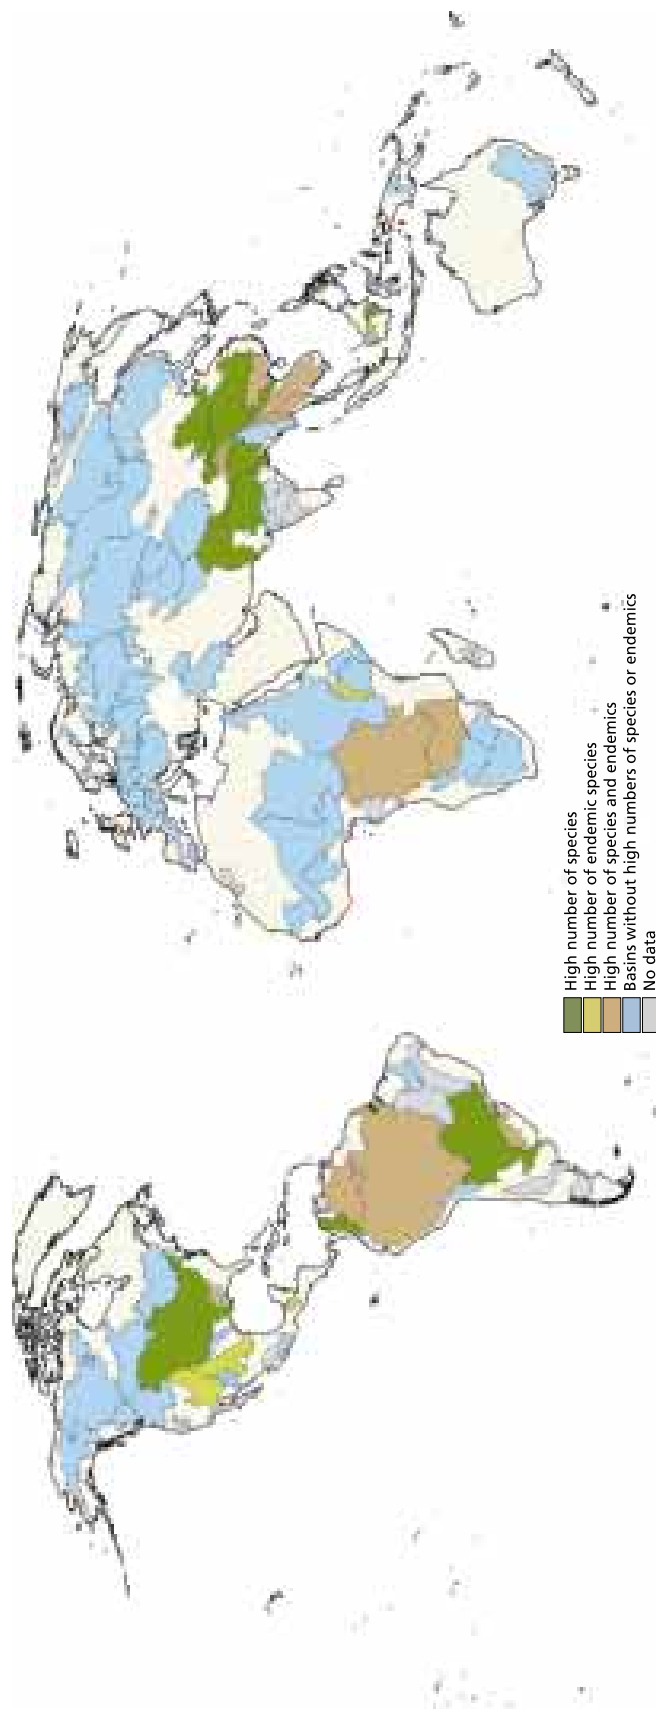 High number of species
High number of endemic species
High number of species and endemics
Basins without high numbers of species or endemics
No data